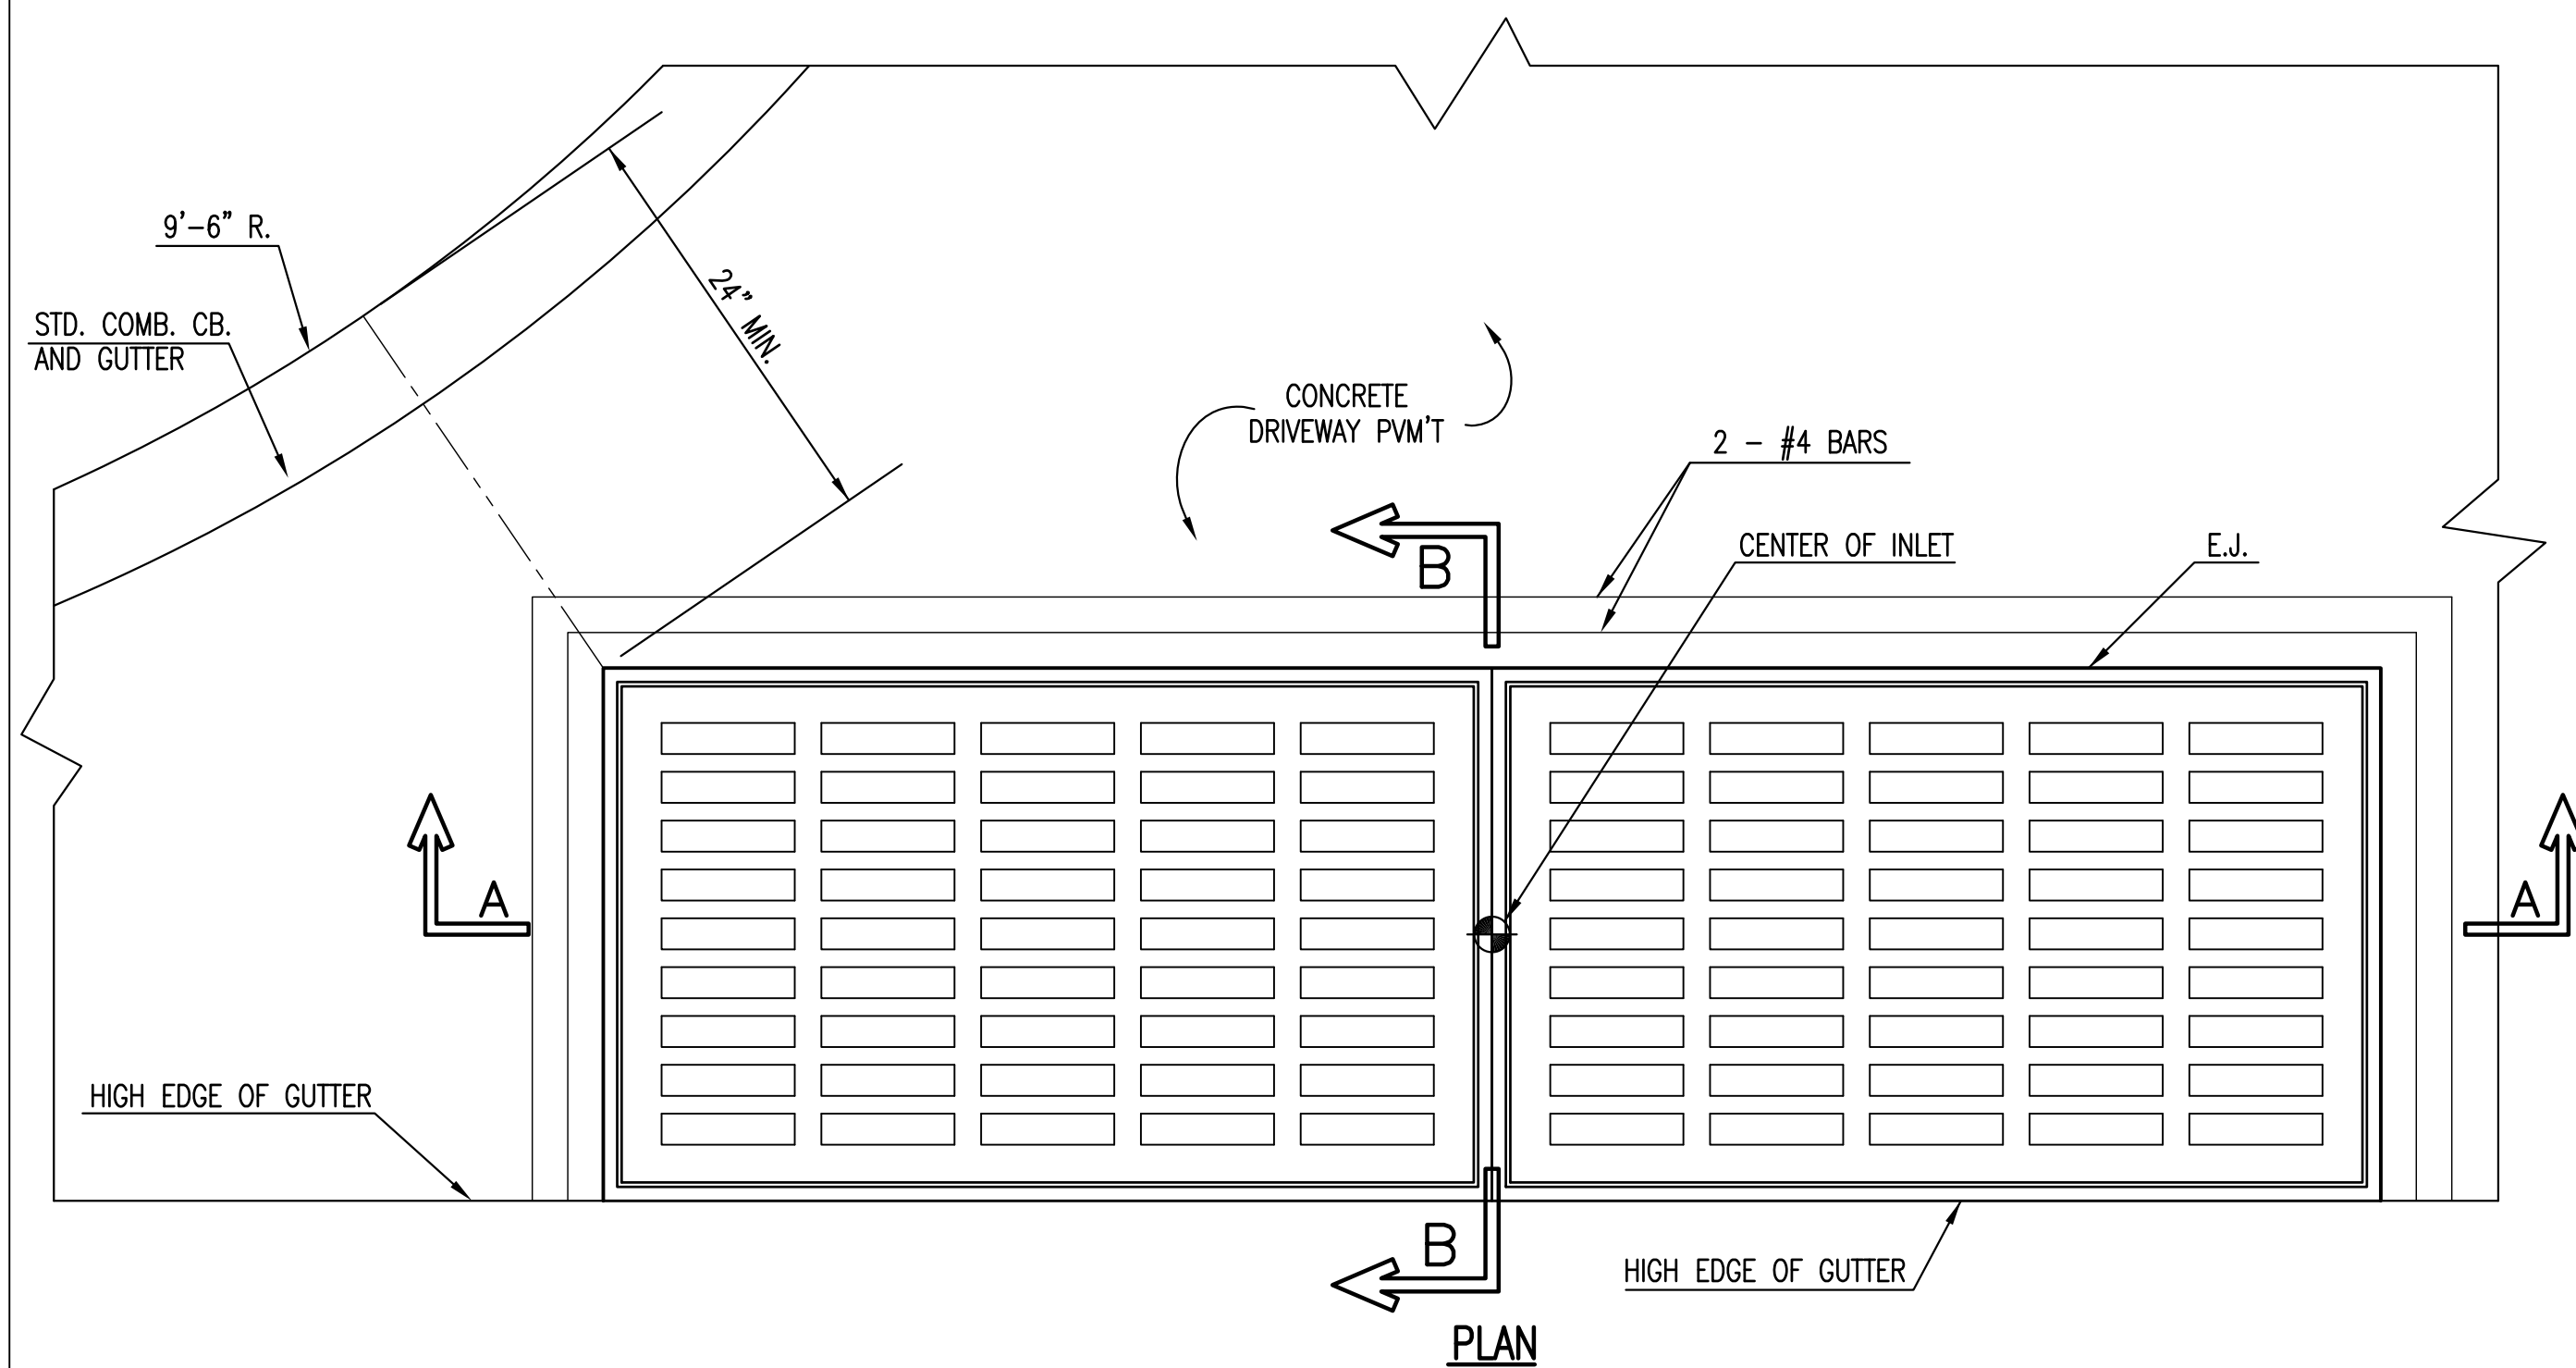 9'-6" R.
STD. COMB. CB.
AND GUTTER
24" MIN.
CONCRETE
DRIVEWAY PVM'T
2 - #4 BARS
CENTER OF INLET
E.J.
B
A
A
HIGH EDGE OF GUTTER
B
HIGH EDGE OF GUTTER
PLAN